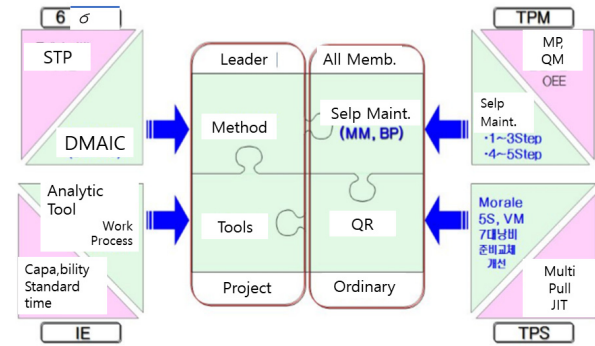 6 σ
TPM
STP
DMAIC
Leader
All Memb.
MP,
QM
OEE
Method
Selp Maint.
(MM, BP)
Selp
Maint.
·1~3Step
·4~5Step
Analytic
Tool
Work
Process
Capa,bility
Standard
time
Tools
QR
Morale
5S, VM
7대낭비
준비교체
개선
Multi
Pull
JIT
Project
Ordinary
IE
TPS